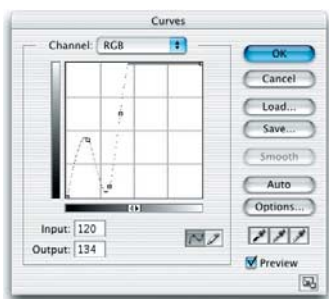 Curves
Channel: RGB
OK
Cancel
Load...
Save...
Smooth
Auto
Options...
Input: 120
Output: 134
Preview